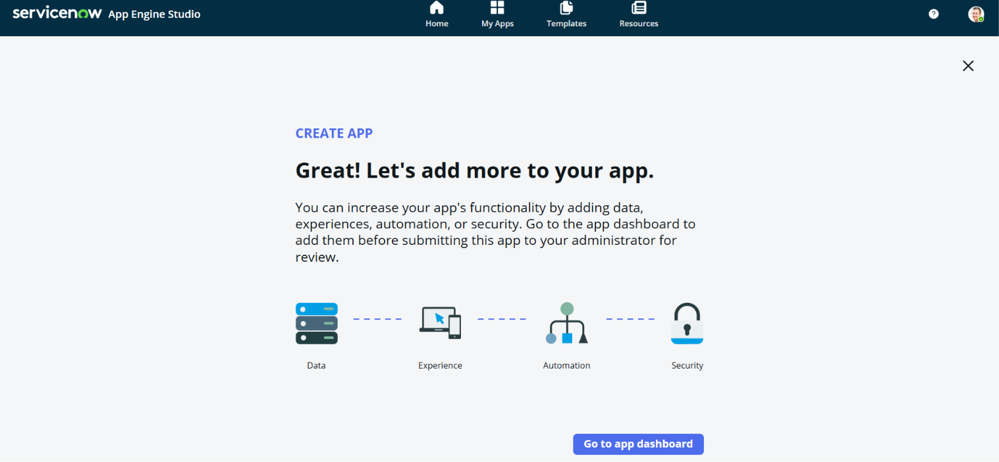 servicenow App Engine Studio
Home
My Apps
Templates
Resources
?
CREATE APP
Great! Let's add more to your app.
You can increase your app's functionality by adding data,
experiences, automation, or security. Go to the app dashboard to
add them before submitting this app to your administrator for
review.
Data
Experience
Automation
Security
Go to app dashboard